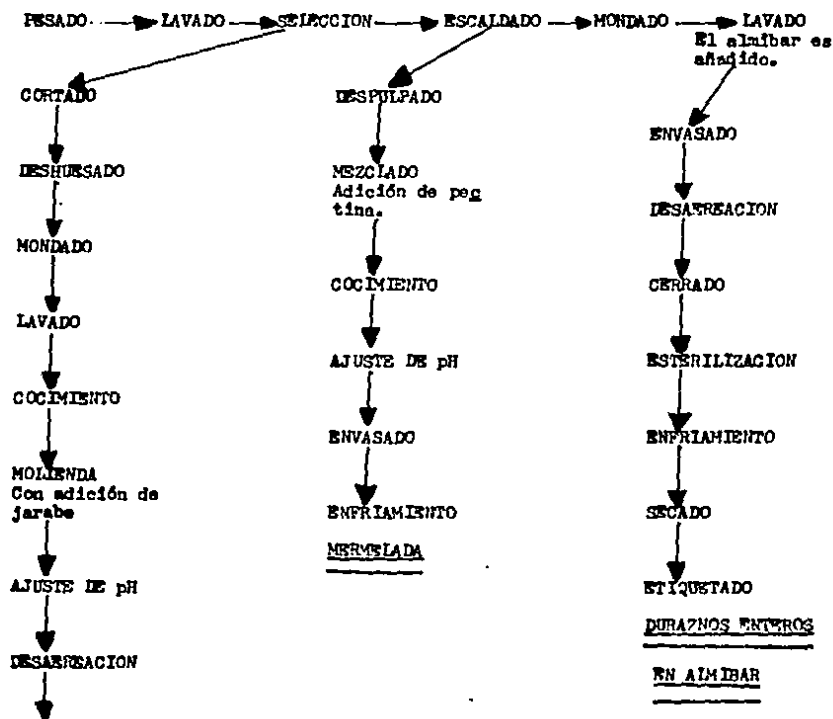 PESADO LAVADO SELECCION ESCALDADO MONDADO LAVADO
El almibar es
añadido.
CORTADO
DESHUESADO
MONDADO
LAVADO
COCIMIENTO
MOLIENDA
Con adición de
jarabe
AJUSTE DE pH
DESAEREACION
DESPULPADO
MEZCLADO
Adición de pec
tina.
COCIMIENTO
AJUSTE DE pH
ENVASADO
ENFRIAMIENTO
MERMELADA
ENVASADO
DESAEREACION
CERRADO
ESTERILIZACION
ENFRIAMIENTO
SECADO
ETIQUETADO
DURAZNOS ENTEROS
EN ALMIBAR